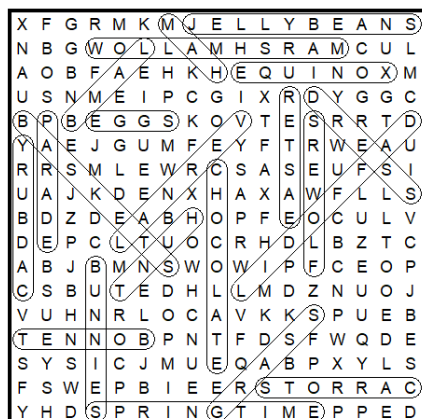 X F G R M K M J E L L Y B E A N S
N B G W O L L A M H S R A M C U L
A O B F A E H K H E Q U I N O X M
U S N M E I P C G I X R D Y G G C
B P B E G G S K O V T E S R R T D
Y A E J G U M F E Y F T R W E A U
R R S M L E W R C S A S E U F S I
U A J K D E N X H A X A W F L L S
B D Z D E A B H O P F E O C U L V
D E P C L T U O C R H D L B Z T C
A B J B M N S W O W I P F C E O P
C S B U T E D H L L M D Z N U O J
V U H N R L O C A V K K S P U E B
T E N N O B P N T F D S F W Q D E
S Y S I C J M U E Q A B P X Y L S
F S W E P B I E E R S T O R R A C
Y H D S P R I N G T I M E P P E D